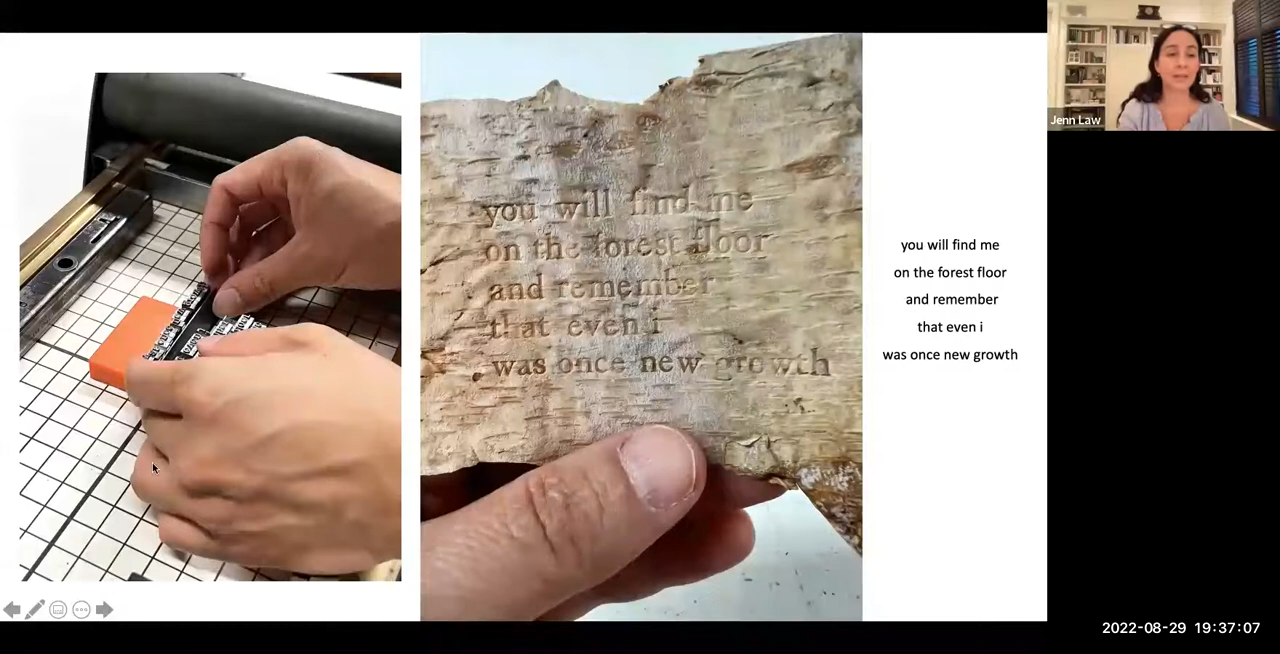 you will find me
on the forest floor
and remember
that even i
was once new growth
you will find me
on the forest floor
and remember
that even i
was once new growth
Jenn Law
2022-08-29 19:37:07